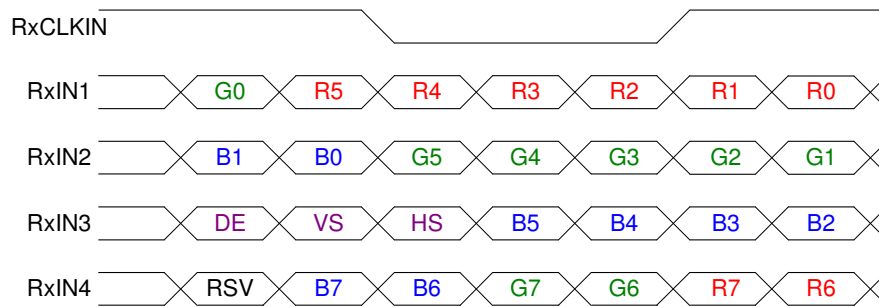 RxCLKIN
RxIN1 G0 R5 R4 R3 R2 R1 R0
RxIN2 B1 B0 G5 G4 G3 G2 G1
RxIN3 DE VS HS B5 B4 B3 B2
RxIN4 RSV B7 B6 G7 G6 R7 R6